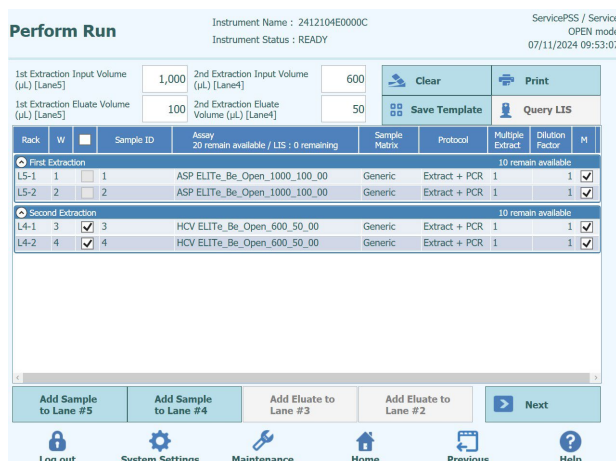 Perform Run
Instrument Name : 2412104E0000C
Instrument Status : READY
ServicePSS / Service
OPEN mode
07/11/2024 09:53:07
1st Extraction Input Volume (µL) [Lane5] 1,000
2nd Extraction Input Volume (µL) [Lane4] 600
Clear
Print
1st Extraction Eluate Volume (µL) [Lane5] 100
2nd Extraction Eluate Volume (µL) [Lane4] 50
Save Template
Query LIS
Rack W Sample ID Assay 20 remain available / LIS : 0 remaining Sample Matrix Protocol Multiple Extract Dilution Factor M
First Extraction 10 remain available
L5-1 1 1 ASP ELITe_Be_Open_1000_100_00 Generic Extract + PCR 1 1
L5-2 2 2 ASP ELITe_Be_Open_1000_100_00 Generic Extract + PCR 1 1
Second Extraction 10 remain available
L4-1 3 3 HCV ELITe_Be_Open_600_50_00 Generic Extract + PCR 1 1
L4-2 4 4 HCV ELITe_Be_Open_600_50_00 Generic Extract + PCR 1 1
Add Sample to Lane #5
Add Sample to Lane #4
Add Eluate to Lane #3
Add Eluate to Lane #2
Next
Log out
System Settings
Maintenance
Home
Previous
Help